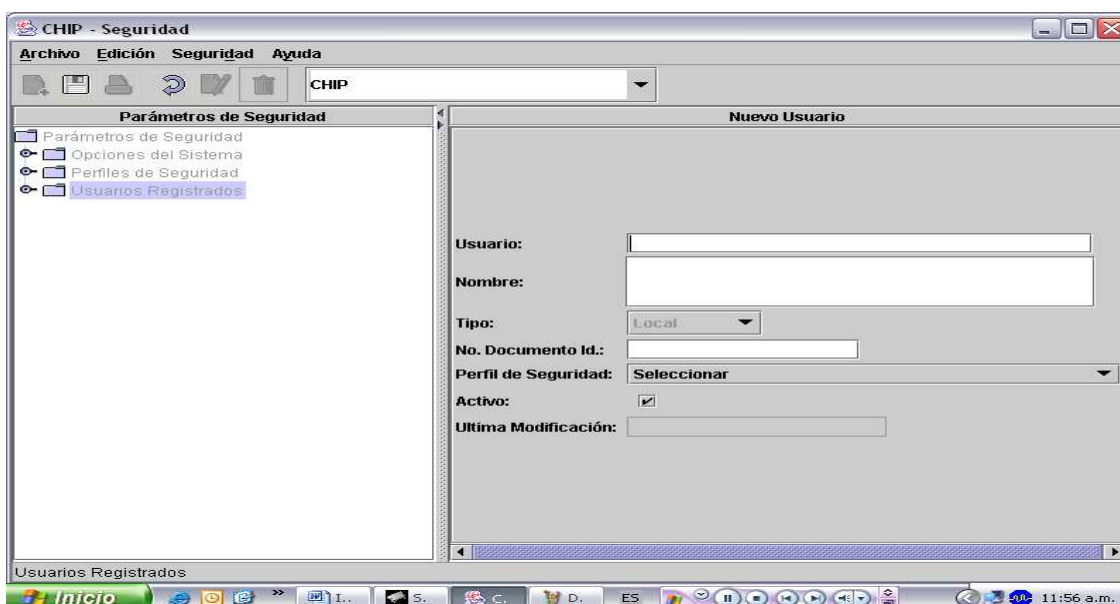 CHIP - Seguridad
Archivo Edición Seguridad Ayuda
CHIP
Parámetros de Seguridad
Nuevo Usuario
Parámetros de Seguridad
Opciones del Sistema
Perfiles de Seguridad
Usuarios Registrados
Usuario:
Nombre:
Tipo: Local
No. Documento Id.:
Perfil de Seguridad: Seleccionar
Activo:
Ultima Modificación:
Usuarios Registrados
Inicio » I.. S. C. D. ES 11:56 a.m.